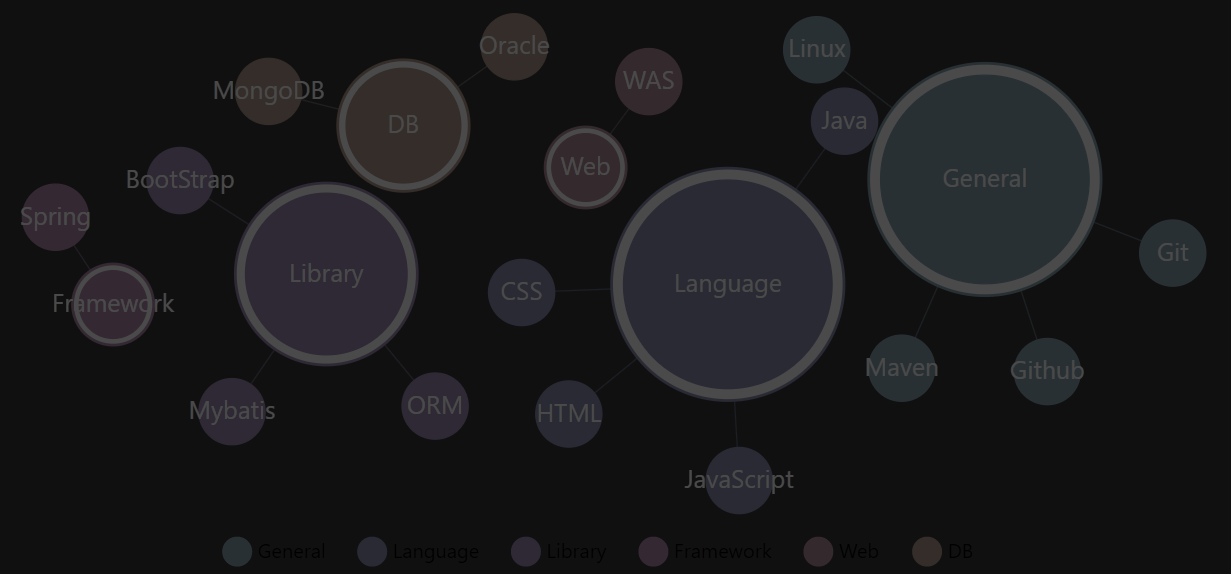 Oracle
Linux
MongoDB
WAS
DB
Java
Web
General
BootStrap
Spring
Git
Library
Language
CSS
Framework
Maven
Github
ORM
Mybatis
HTML
JavaScript
General Language Library Framework Web DB